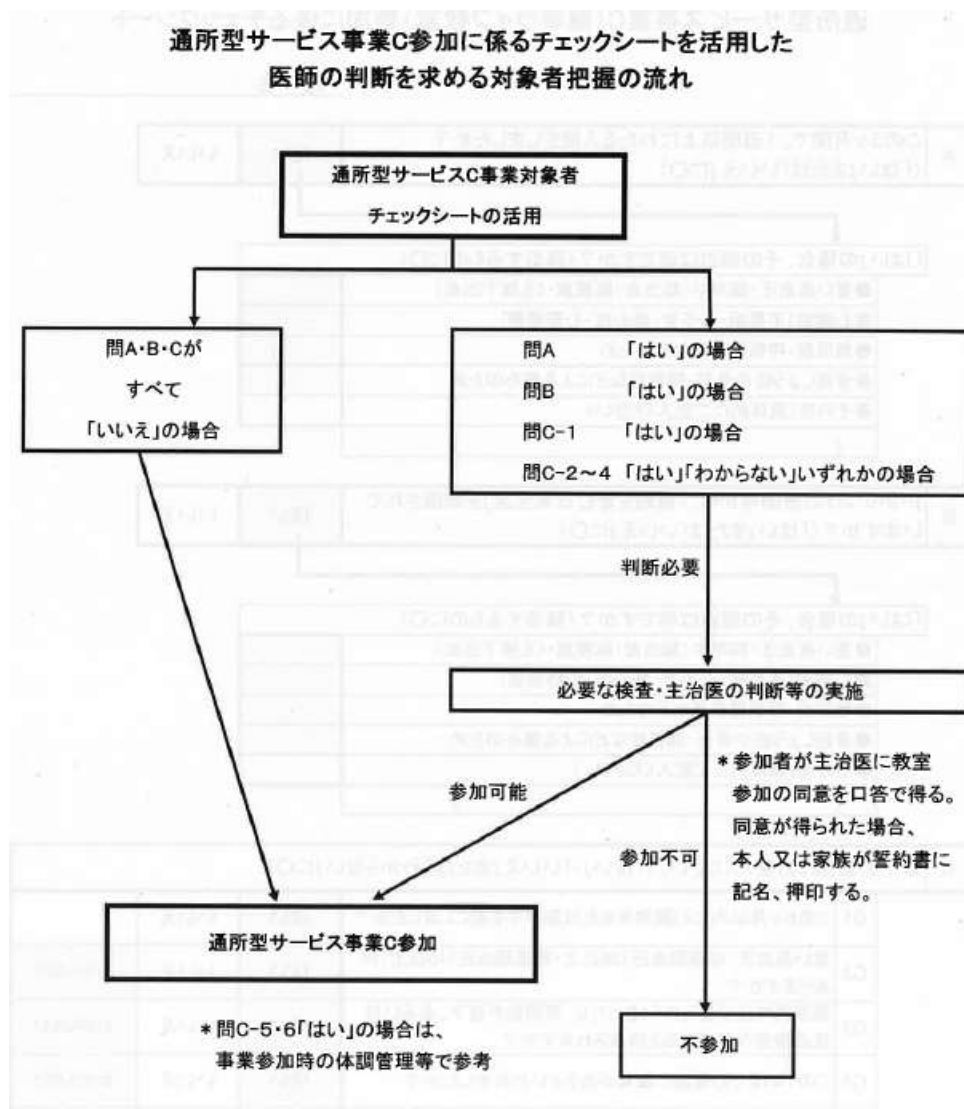 通所型サービス事業C参加に係るチェックシートを活用した
医師の判断を求める対象者把握の流れ
通所型サービスC事業対象者
チェックシートの活用
問A・B・Cが
すべて
「いいえ」の場合
問A　「はい」の場合
問B　「はい」の場合
問C-1　「はい」の場合
問C-2～4 「はい」「わからない」いずれかの場合
判断必要
必要な検査・主治医の判断等の実施
参加可能
参加不可
*参加者が主治医に教室
参加の同意を口答で得る。
同意が得られた場合、
本人又は家族が誓約書に
記名、押印する。
通所型サービス事業C参加
*問C-5・6「はい」の場合は、
事業参加時の体調管理等で参考
不参加